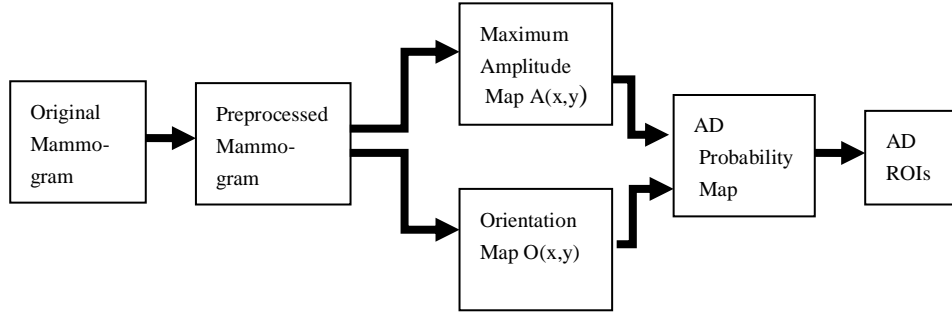 Original
Mammo-
gram
Preprocessed
Mammo-
gram
Maximum
Amplitude
Map A(x,y)
Orientation
Map O(x,y)
AD
Probability
Map
AD
ROIs